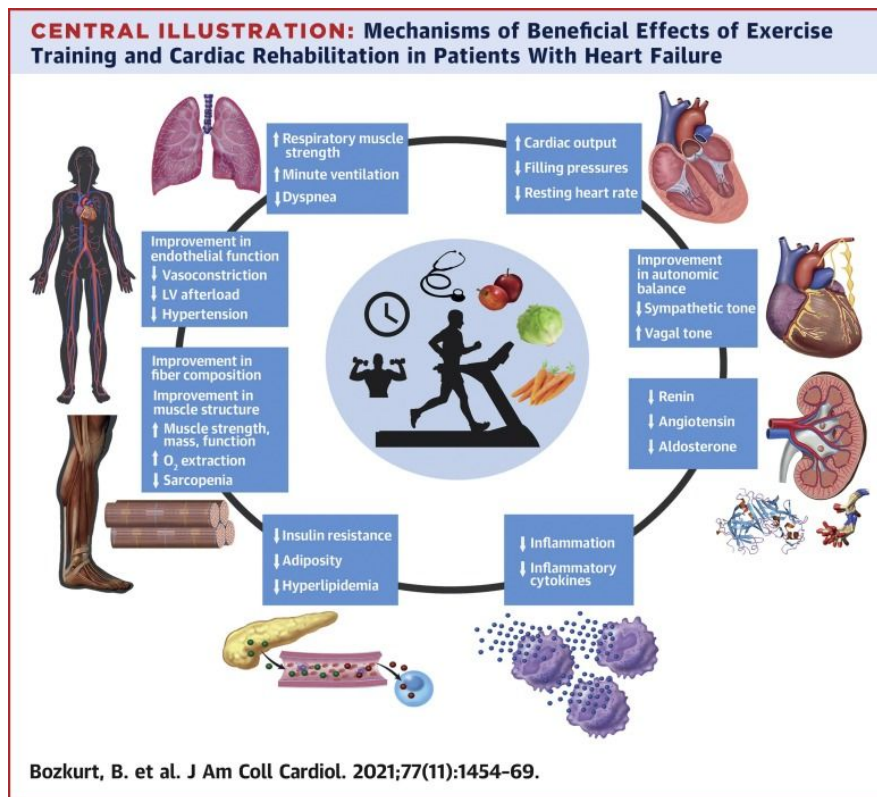 CENTRAL ILLUSTRATION: Mechanisms of Beneficial Effects of Exercise
Training and Cardiac Rehabilitation in Patients With Heart Failure
↑ Respiratory muscle
strength
↑ Minute ventilation
↓ Dyspnea
↑ Cardiac output
↓ Filling pressures
↓ Resting heart rate
Improvement in
endothelial function
↓ Vasoconstriction
↓ LV afterload
↓ Hypertension
Improvement
in autonomic
balance
↓ Sympathetic tone
↑ Vagal tone
Improvement in
fiber composition
Improvement in
muscle structure
↑ Muscle strength,
mass, function
↑ O₂ extraction
↓ Sarcopenia
↓ Renin
↓ Angiotensin
↓ Aldosterone
↓ Insulin resistance
↓ Adiposity
↓ Hyperlipidemia
↓ Inflammation
↓ Inflammatory
cytokines
Bozkurt, B. et al. J Am Coll Cardiol. 2021;77(11):1454-69.